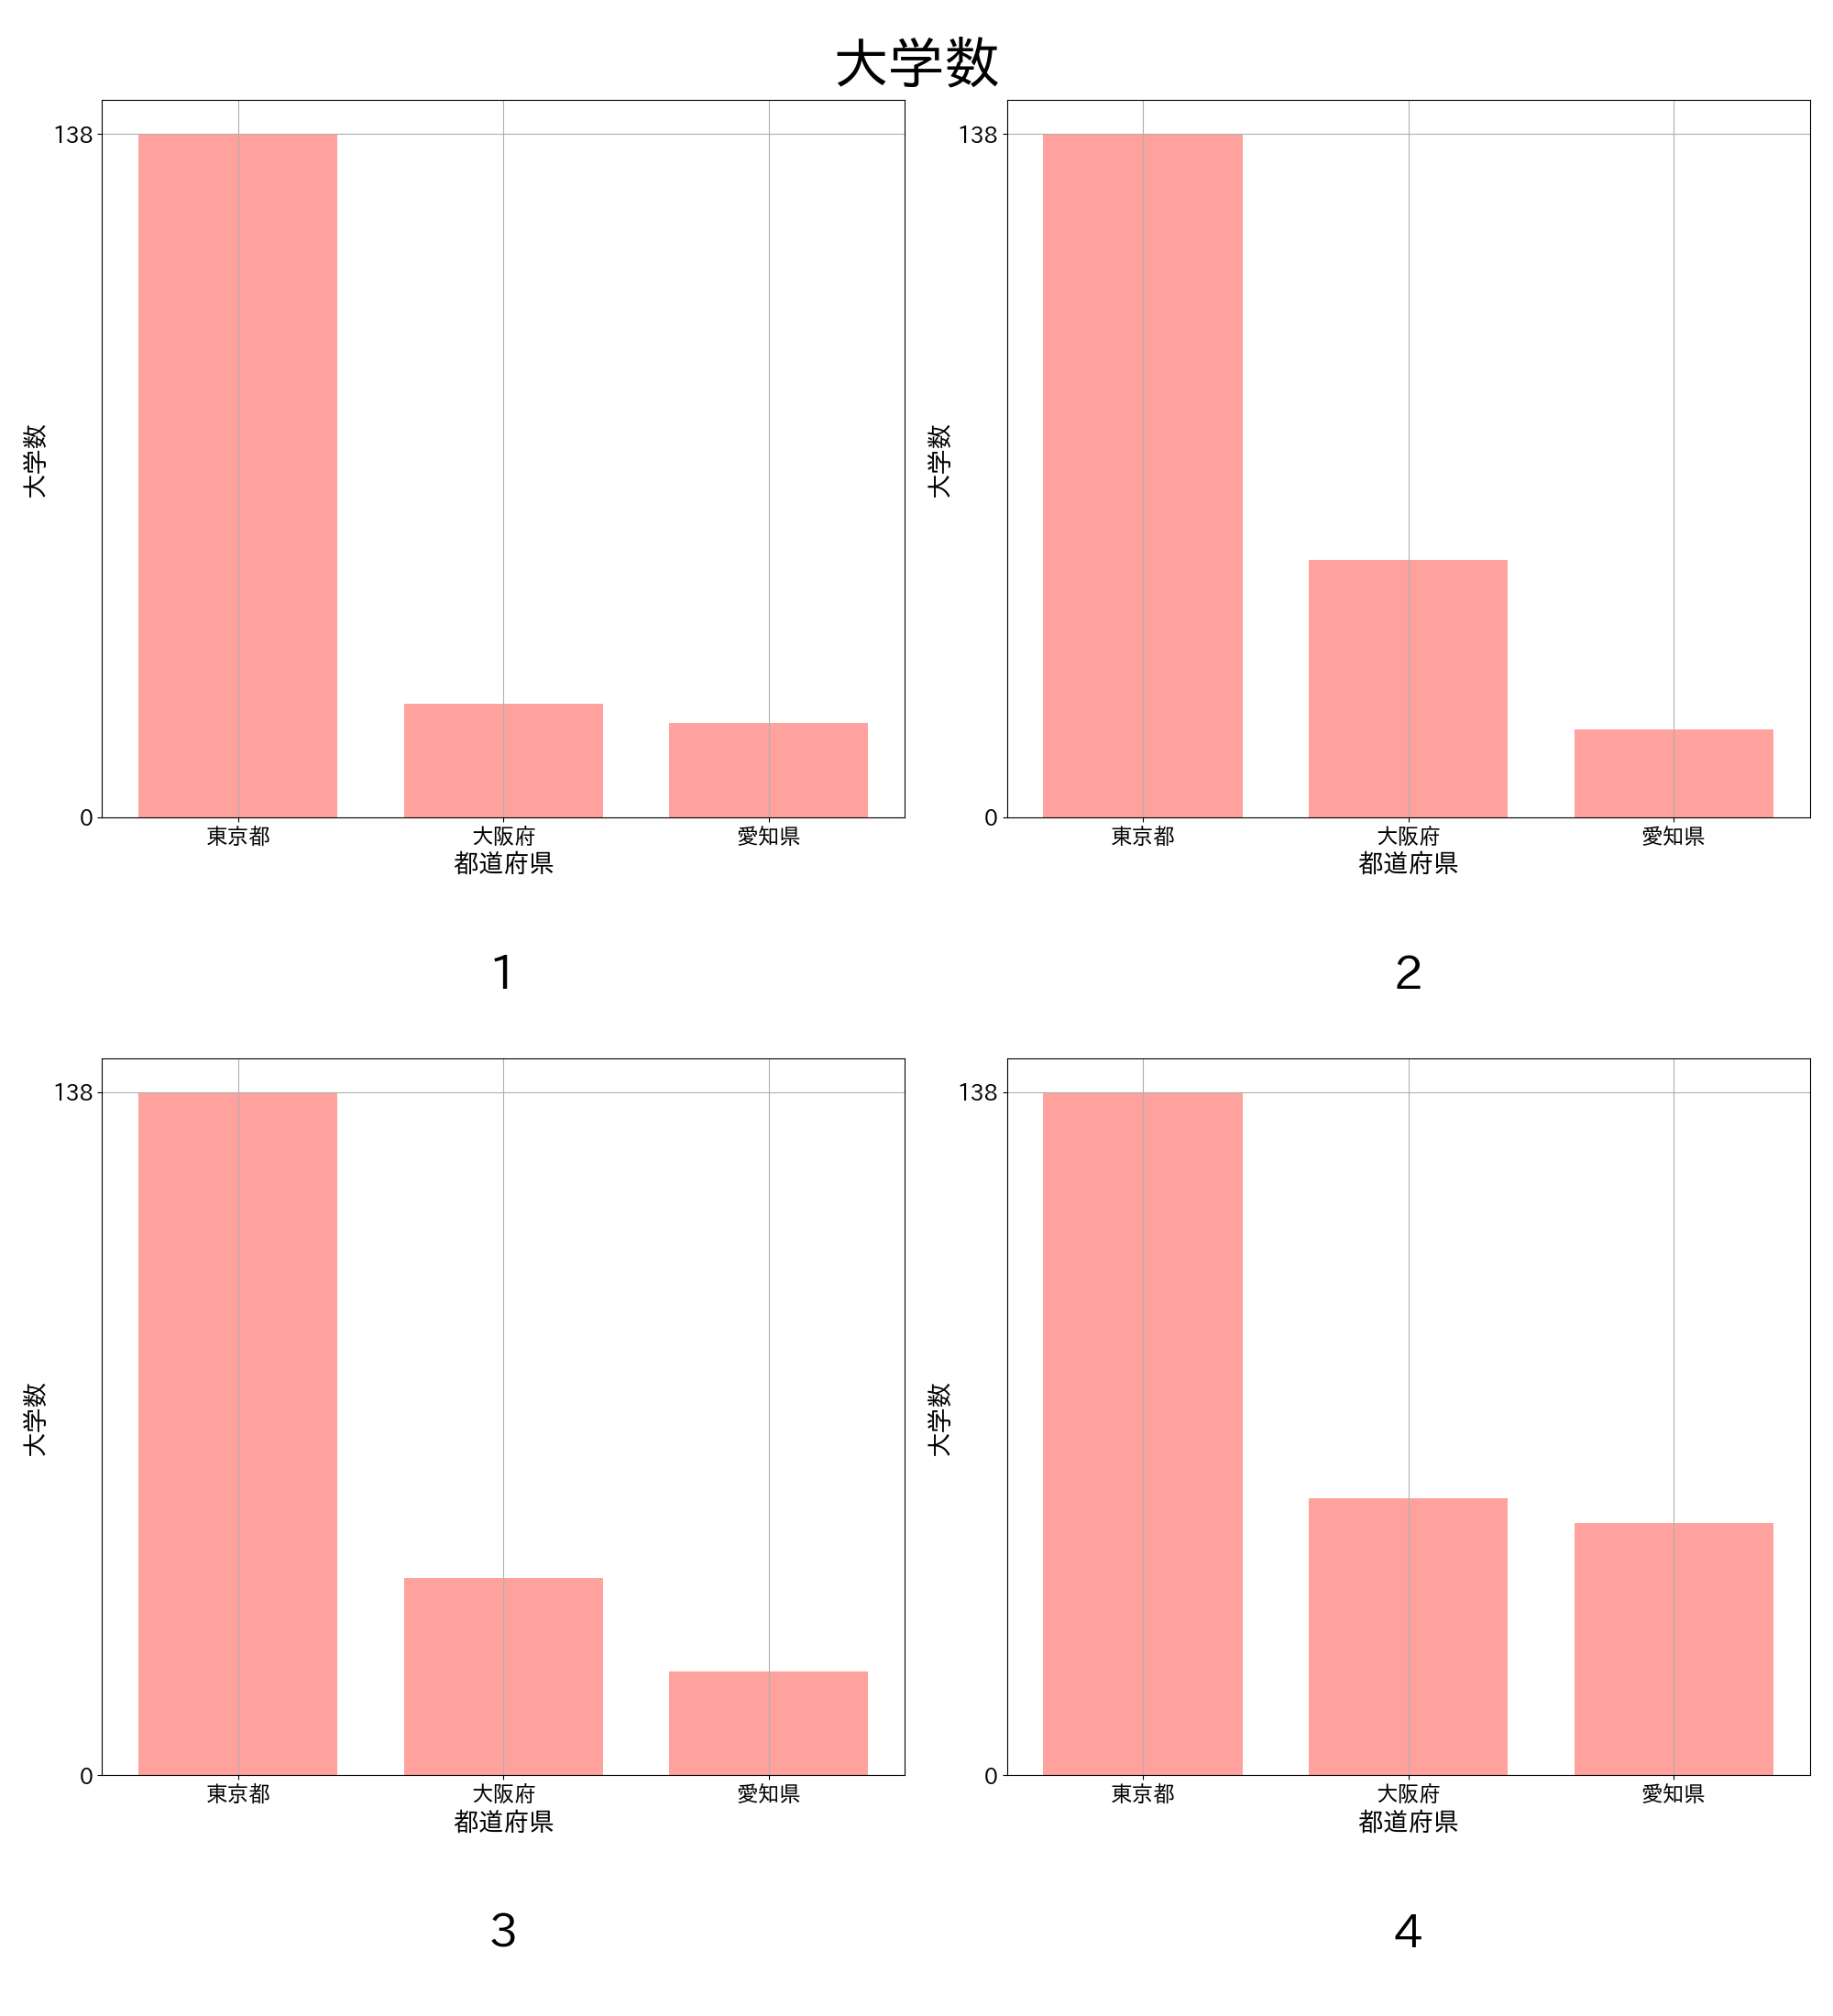 大学数
138
0
大学数
東京都 大阪府 愛知県
都道府県
1
138
0
大学数
東京都 大阪府 愛知県
都道府県
2
138
0
大学数
東京都 大阪府 愛知県
都道府県
3
138
0
大学数
東京都 大阪府 愛知県
都道府県
4